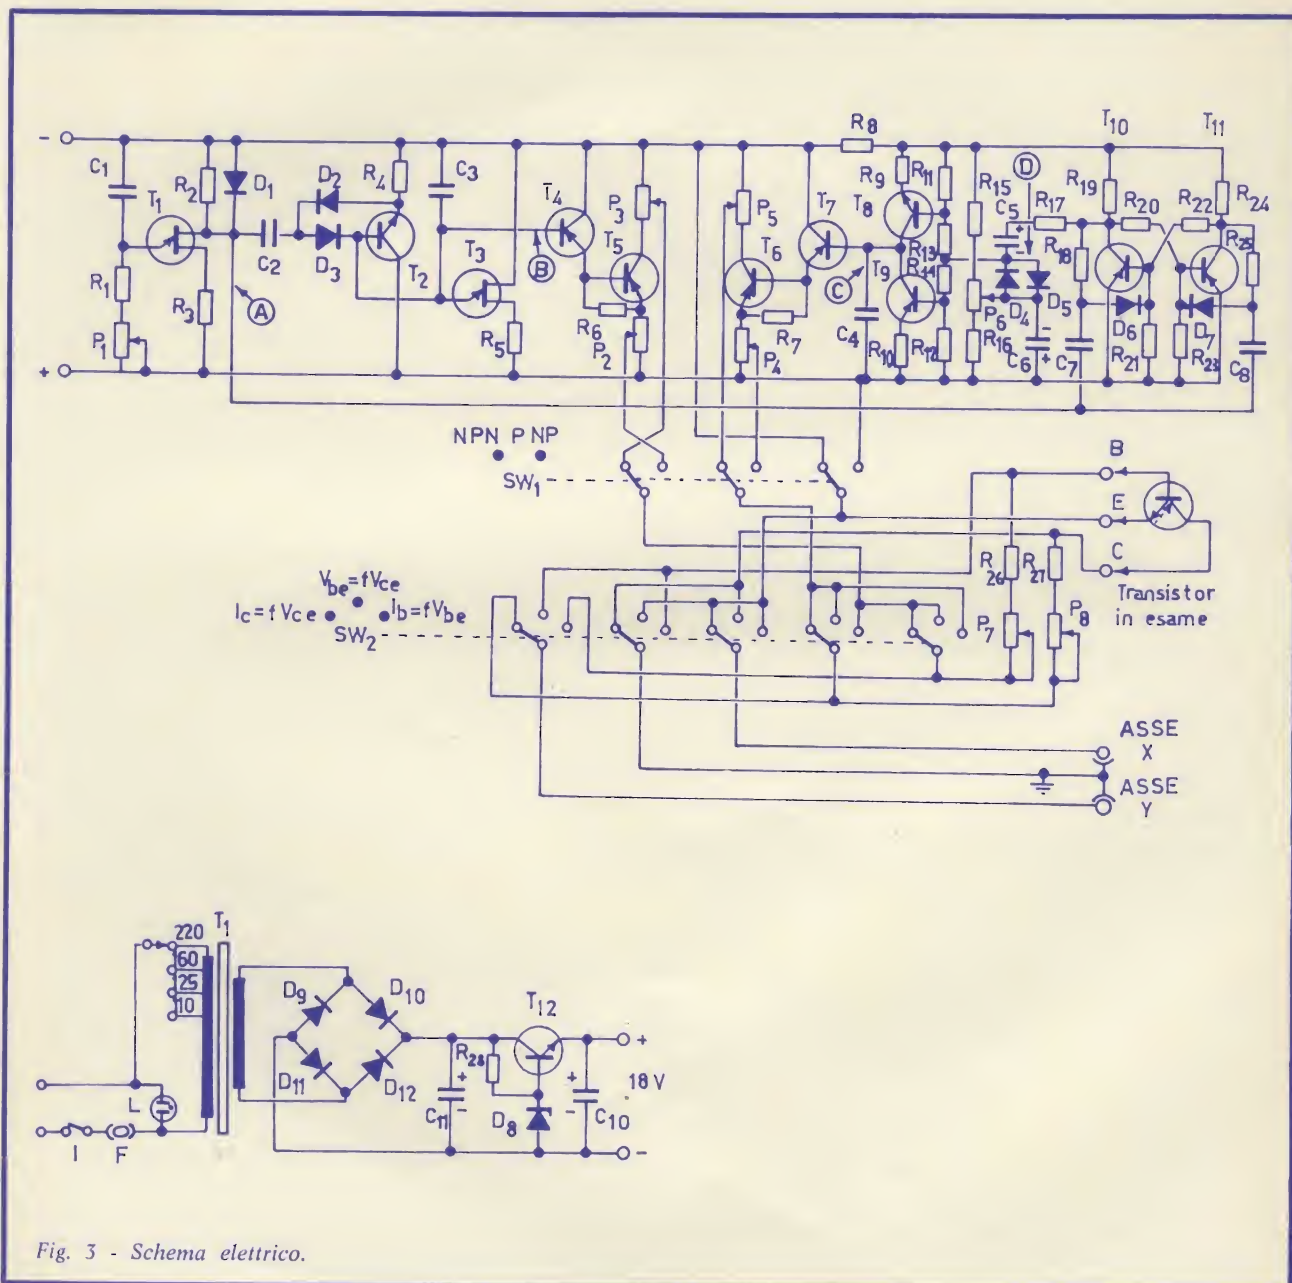 T10 T11
R8
- C1 R2 D1 D2 R4 C3 T4 P3 P5 T7 R9 R11 R15 D C5 R17 R19 R20 R22 R24
T1 T8 R18 R25
D3 T3 T5 T6 R13
R1 C2 T2 B C T9 R14
R3 A R6 R7 C4 P6 D4 D5 D6 D7
P1 R5 P2 P4 R10 R12 R16 C6 C7 R21 R23 C8
+
NPN PNP
SW1
B
E
C
R26 R27
Transistor
in esame
Vbe=fVce
Ic=fVce Ib=fVbe
SW2
P7 P8
ASSE
X
ASSE
Y
T1
220
60
25
10
D9 D10 T12
+
R28
18 V
D11 D12 C11 + - D8 + - C10
L
I F
-
Fig. 3 - Schema elettrico.